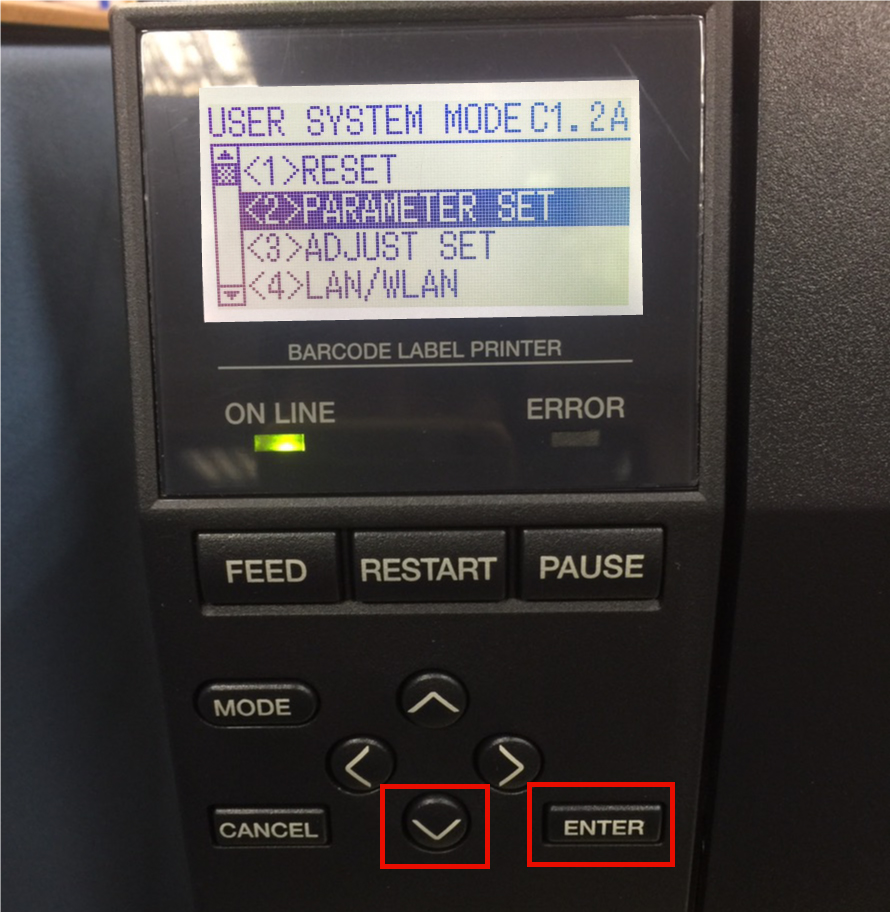 USER SYSTEM MODE C1.2A
<1>RESET
<2>PARAMETER SET
<3>ADJUST SET
<4>LAN/WLAN
BARCODE LABEL PRINTER
ON LINE ERROR
FEED RESTART PAUSE
MODE
CANCEL ENTER